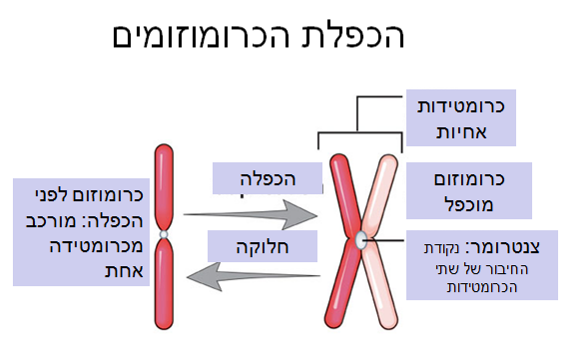 הכפלת הכרומוזומים
כרומטידות
אחיות
הכפלה
כרומוזום
מוכפל
כרומוזום לפני
הכפלה: מורכב
מכרומטידה
אחת
חלוקה
צנטרומר: נקודת
החיבור של שתי
הכרומטידות